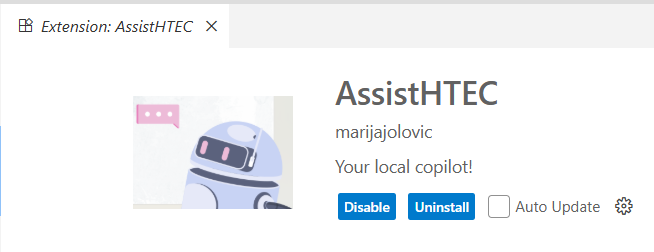 Extension: AssistHTEC
AssistHTEC
marijajolovic
Your local copilot!
Disable Uninstall Auto Update